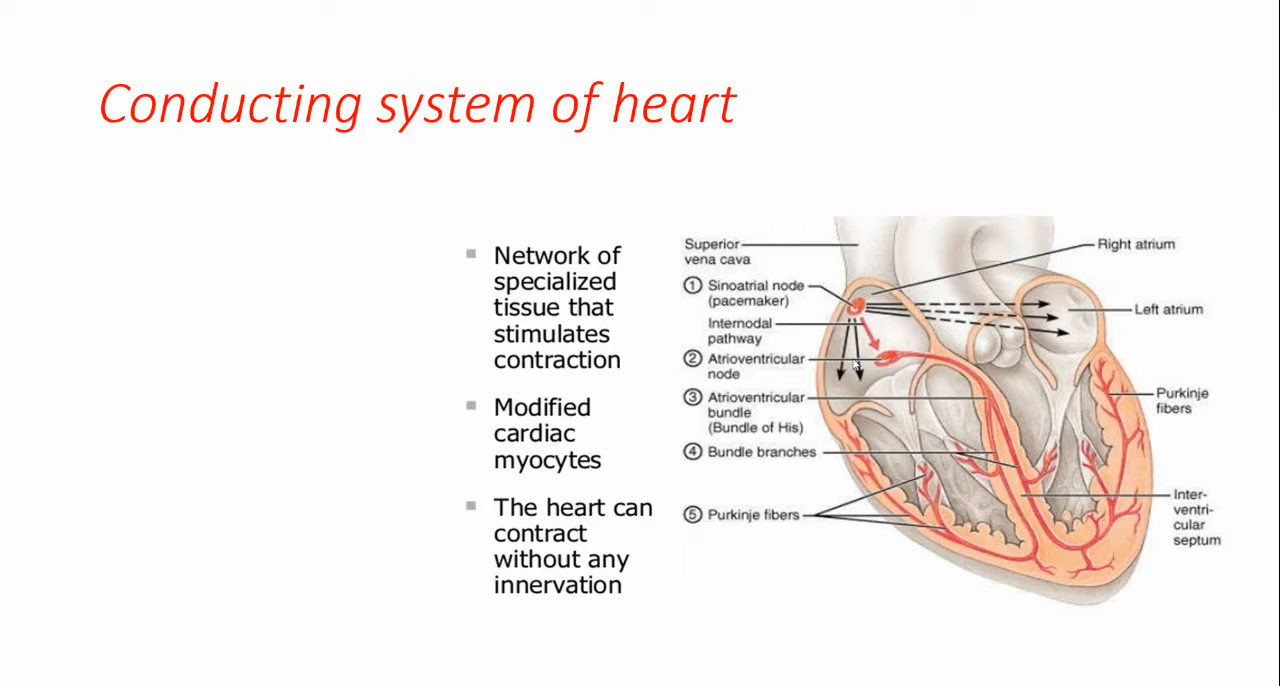 Conducting system of heart
Network of
specialized
tissue that
stimulates
contraction
Modified
cardiac
myocytes
The heart can
contract
without any
innervation
Superior
vena cava
① Sinoatrial node
(pacemaker)
Internodal
pathway
② Atrioventricular
node
③ Atrioventricular
bundle
(Bundle of His)
④ Bundle branches
⑤ Purkinje fibers
Right atrium
Left atrium
Purkinje
fibers
Inter-
ventri-
cular
septum